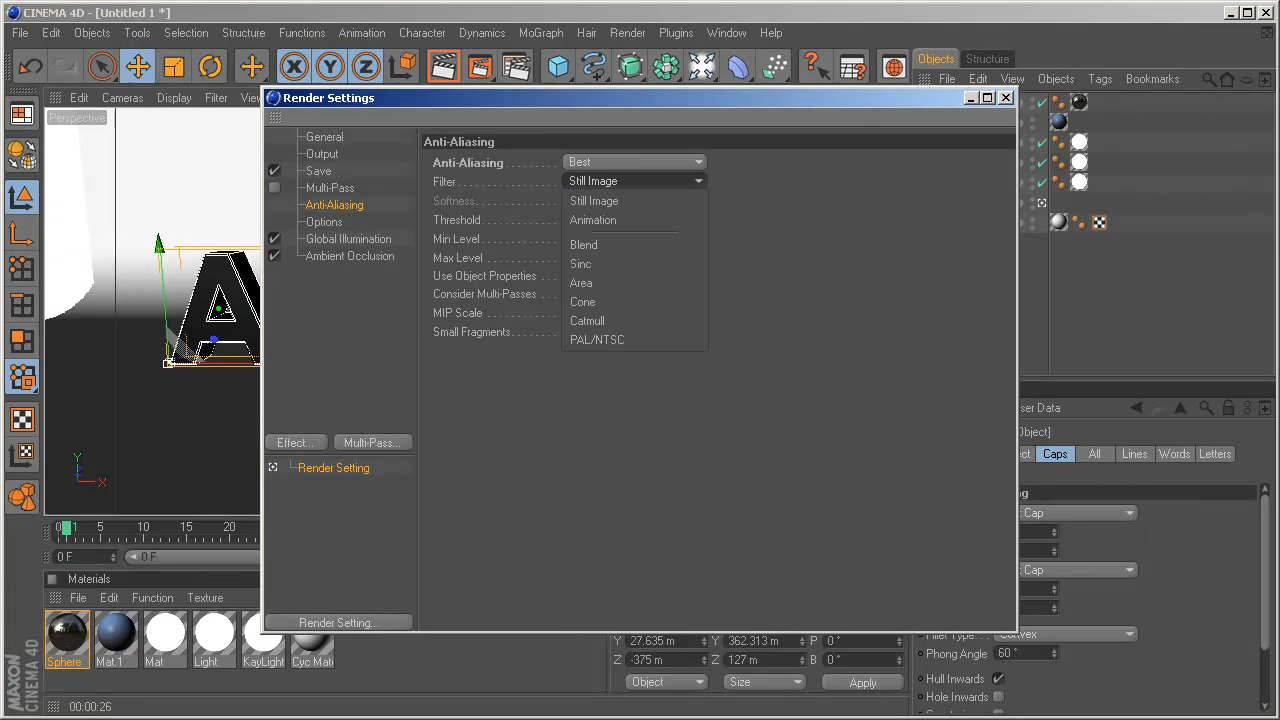 CINEMA 4D - [Untitled 1 *]
File Edit Objects Tools Selection Structure Functions Animation Character Dynamics MoGraph Hair Render Plugins Window Help
Objects Structure
File Edit View Objects Tags Bookmarks
Edit Cameras Display Filter View
Perspective
Render Settings
General
Output
Save
Multi-Pass
Anti-Aliasing
Options
Global Illumination
Ambient Occlusion
Effect... Multi-Pass...
Render Setting
Render Setting...
Anti-Aliasing
Anti-Aliasing Best
Filter Still Image
Softness
Threshold
Min Level
Max Level
Use Object Properties
Consider Multi-Passes
MIP Scale
Small Fragments
Still Image
Animation
Blend
Sinc
Area
Cone
Catmull
PAL/NTSC
A
X Y Z
Y
X
0 1 5 10 15 20
0 F 0 F
Materials
File Edit Function Texture
Sphere Mat.1 Mat Light KayLight Cyc Mat
Y 27.635 m Y 362.313 m P 0 °
Z -375 m Z 127 m B 0 °
Object Size Apply
ser Data
Object]
ect Caps All Lines Words Letters
ng
Cap
Cap
Fillet Type Convex
Phong Angle 60 °
Hull Inwards
Hole Inwards
00:00:26
MAXON
CINEMA 4D